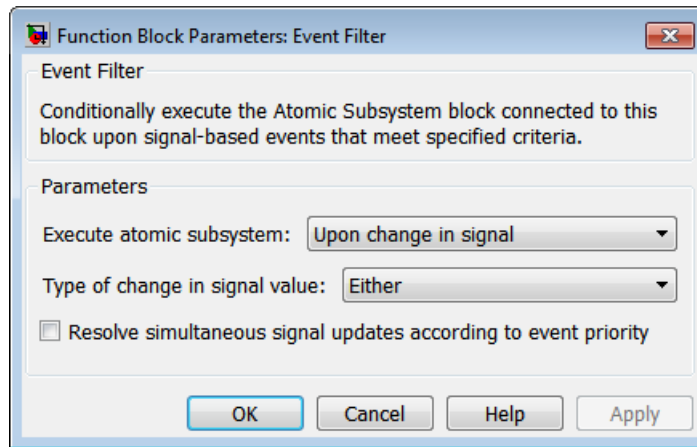 Function Block Parameters: Event Filter
Event Filter
Conditionally execute the Atomic Subsystem block connected to this
block upon signal-based events that meet specified criteria.
Parameters
Execute atomic subsystem: Upon change in signal
Type of change in signal value: Either
Resolve simultaneous signal updates according to event priority
OK Cancel Help Apply